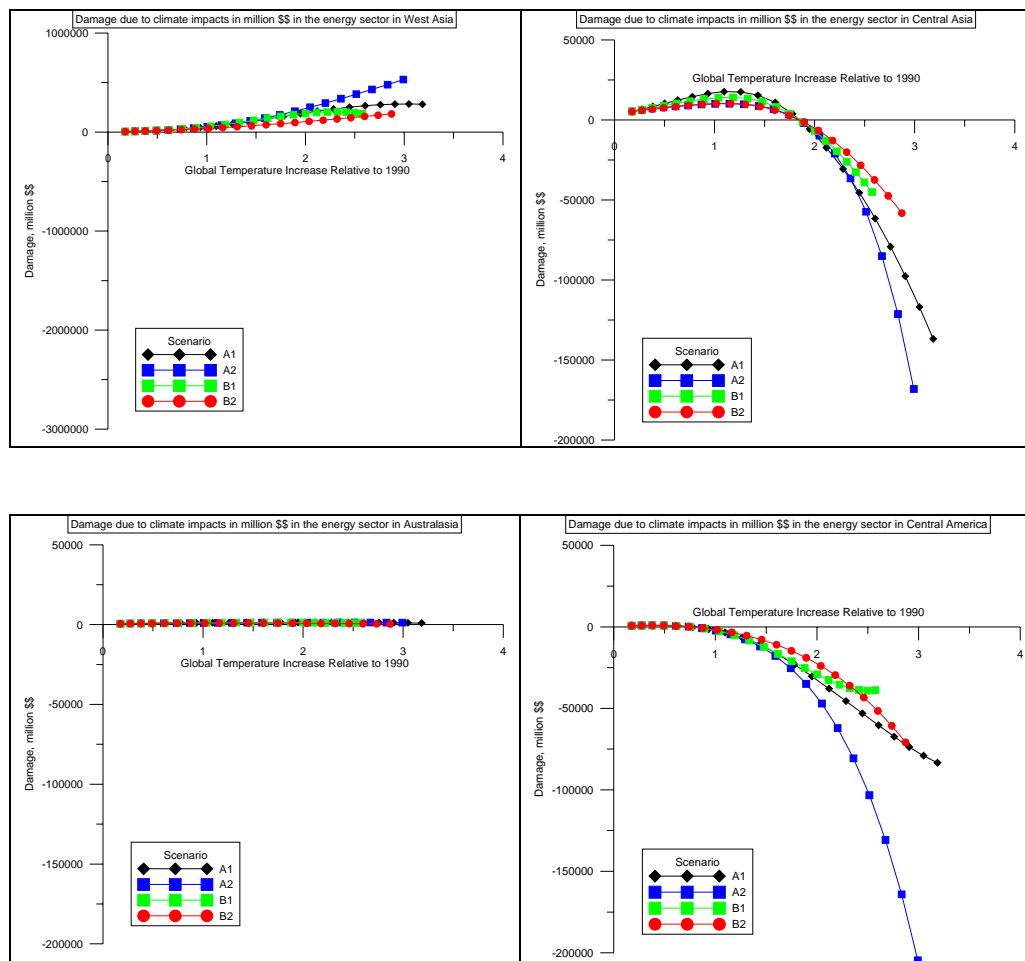 Damage due to climate impacts in million $$ in the energy sector in West Asia
1000000
0
-1000000
-2000000
-3000000
0
1
2
3
4
Global Temperature Increase Relative to 1990
Damage, million $$
Scenario
A1
A2
B1
B2
Damage due to climate impacts in million $$ in the energy sector in Central Asia
50000
0
-50000
-100000
-150000
-200000
Global Temperature Increase Relative to 1990
0
1
2
3
4
Damage, million $$
Scenario
A1
A2
B1
B2
Damage due to climate impacts in million $$ in the energy sector in Australasia
50000
0
-50000
-100000
-150000
-200000
0
1
2
3
4
Global Temperature Increase Relative to 1990
Damage, million $$
Scenario
A1
A2
B1
B2
Damage due to climate impacts in million $$ in the energy sector in Central America
50000
0
-50000
-100000
-150000
-200000
Global Temperature Increase Relative to 1990
0
1
2
3
4
Damage, million $$
Scenario
A1
A2
B1
B2